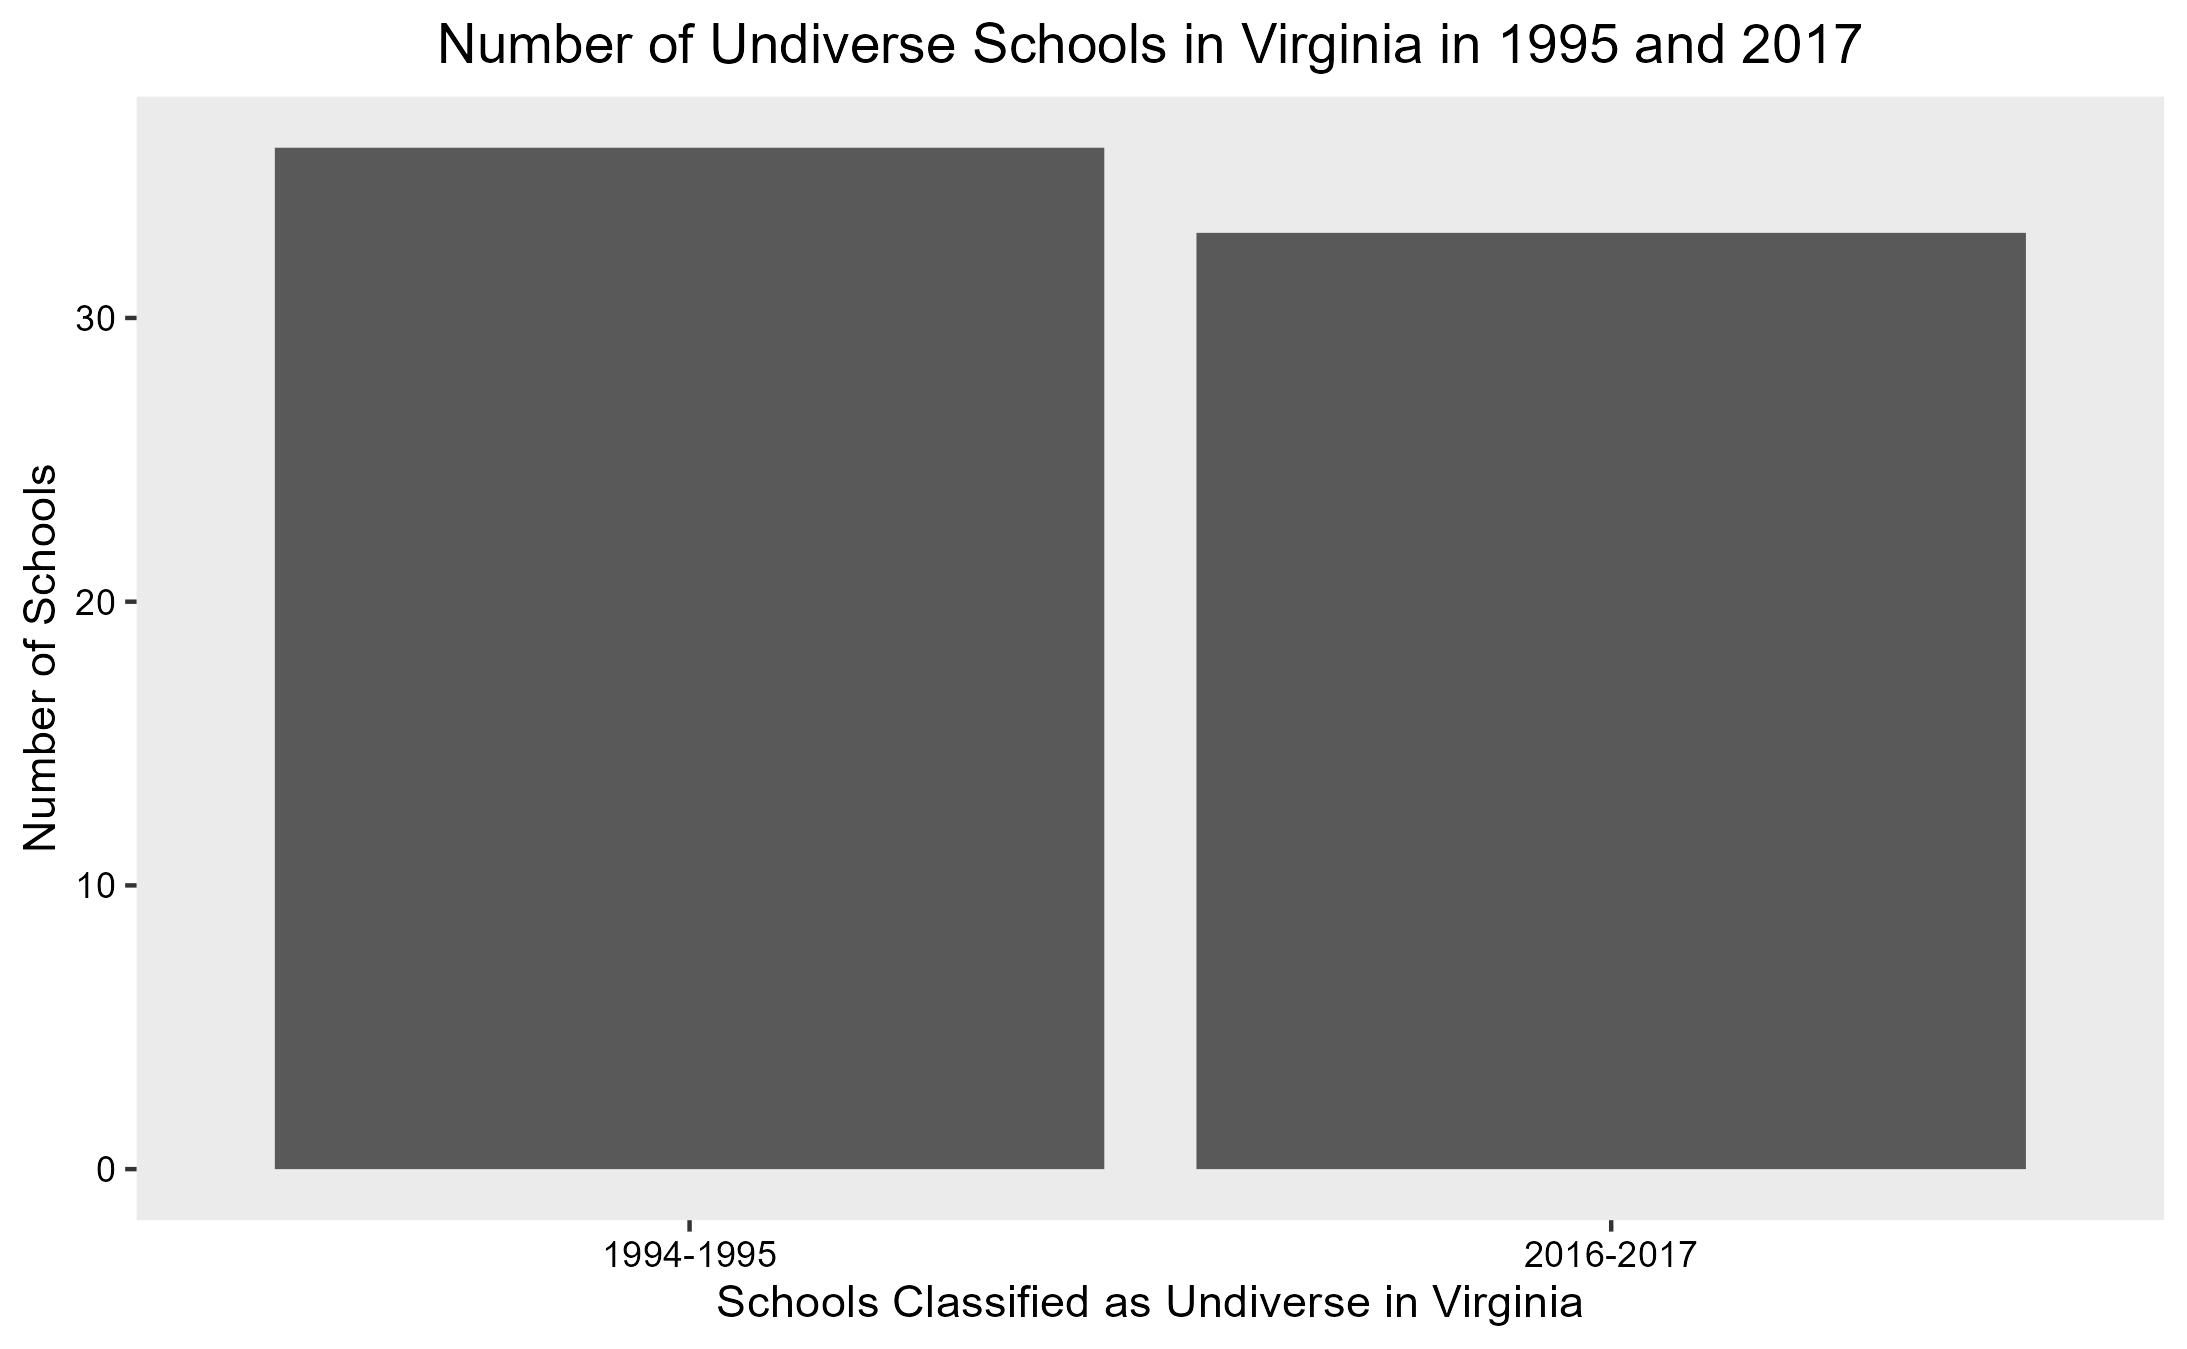 Number of Undiverse Schools in Virginia in 1995 and 2017
Number of Schools
30
20
10
0
1994-1995
2016-2017
Schools Classified as Undiverse in Virginia